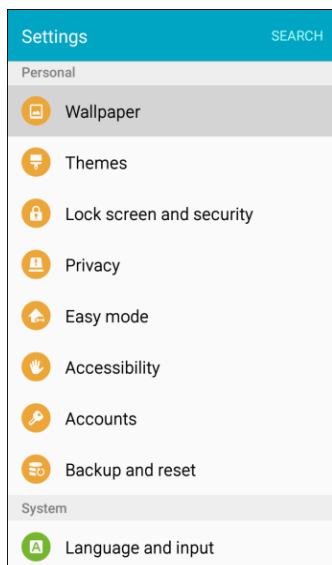 Settings SEARCH
Personal
Wallpaper
Themes
Lock screen and security
Privacy
Easy mode
Accessibility
Accounts
Backup and reset
System
A Language and input